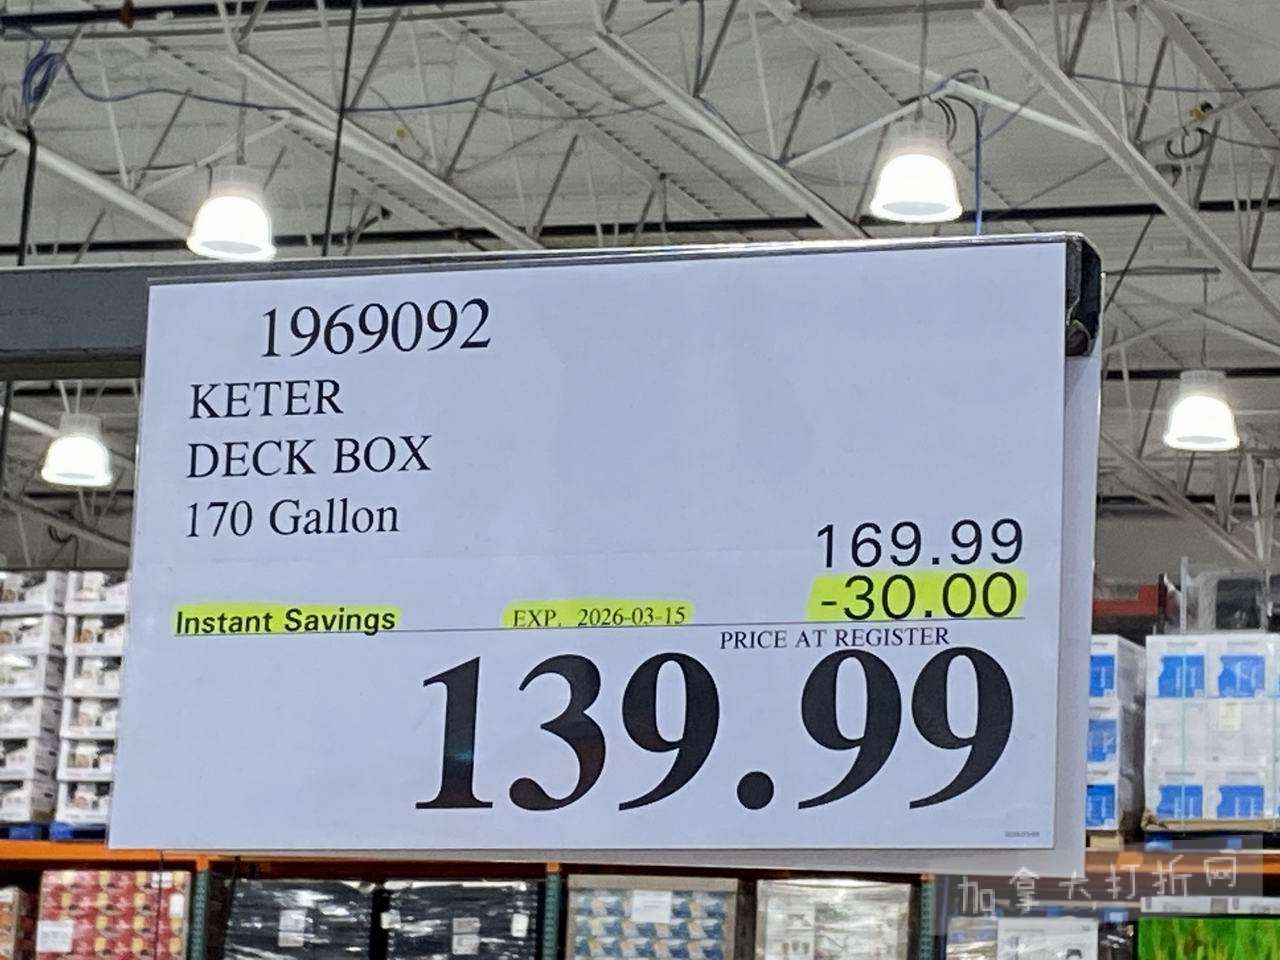 1969092
KETER
DECK BOX
170 Gallon
169.99
Instant Savings EXP. 2026-03-15 -30.00
PRICE AT REGISTER
139.99
加拿大打折网